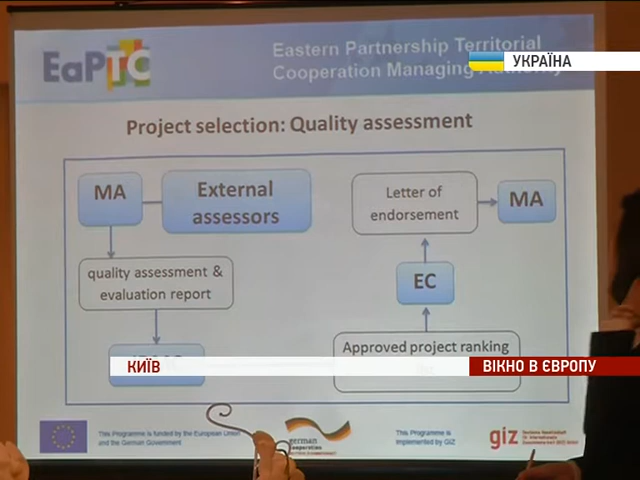 EaPTC
Eastern Partnership Territorial
Cooperation Managing
УКРАЇНА
Project selection: Quality assessment
MA
External
assessors
quality assessment &
evaluation report
Letter of
endorsement
MA
EC
Approved project ranking
КИЇВ
ВІКНО В ЄВРОПУ
This Programme is funded by the European Union
and the German Government
german
cooperation
This Programme is
implemented by GIZ
giz